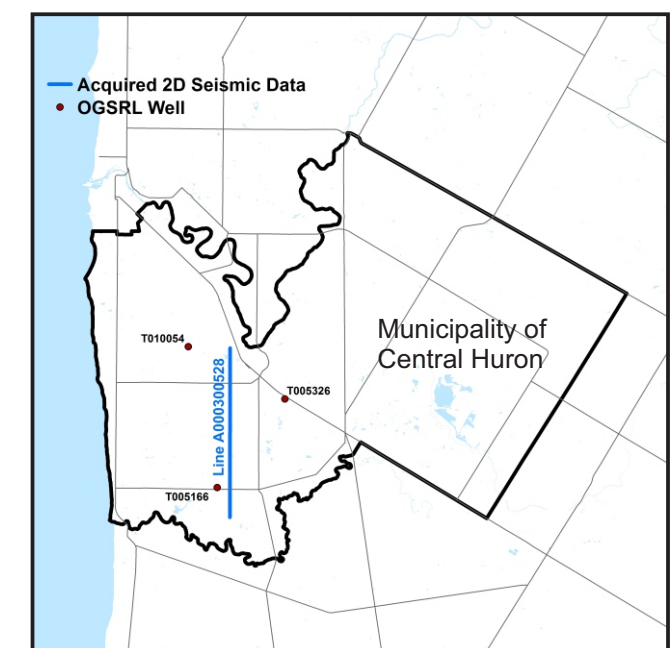 Acquired 2D Seismic Data
OGSRL Well
Municipality of
Central Huron
T010054
Line A000300528
T005326
T005166